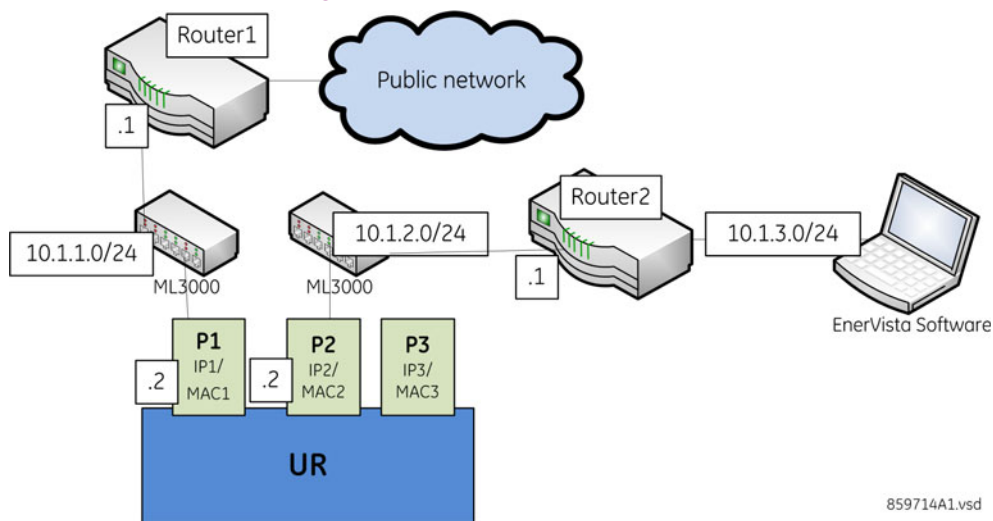 Router1
Public network
.1
Router2
10.1.1.0/24
10.1.2.0/24
10.1.3.0/24
.1
ML3000
ML3000
EnerVista Software
P1
IP1/
MAC1
P2
IP2/
MAC2
P3
IP3/
MAC3
.2
.2
UR
859714A1.vsd